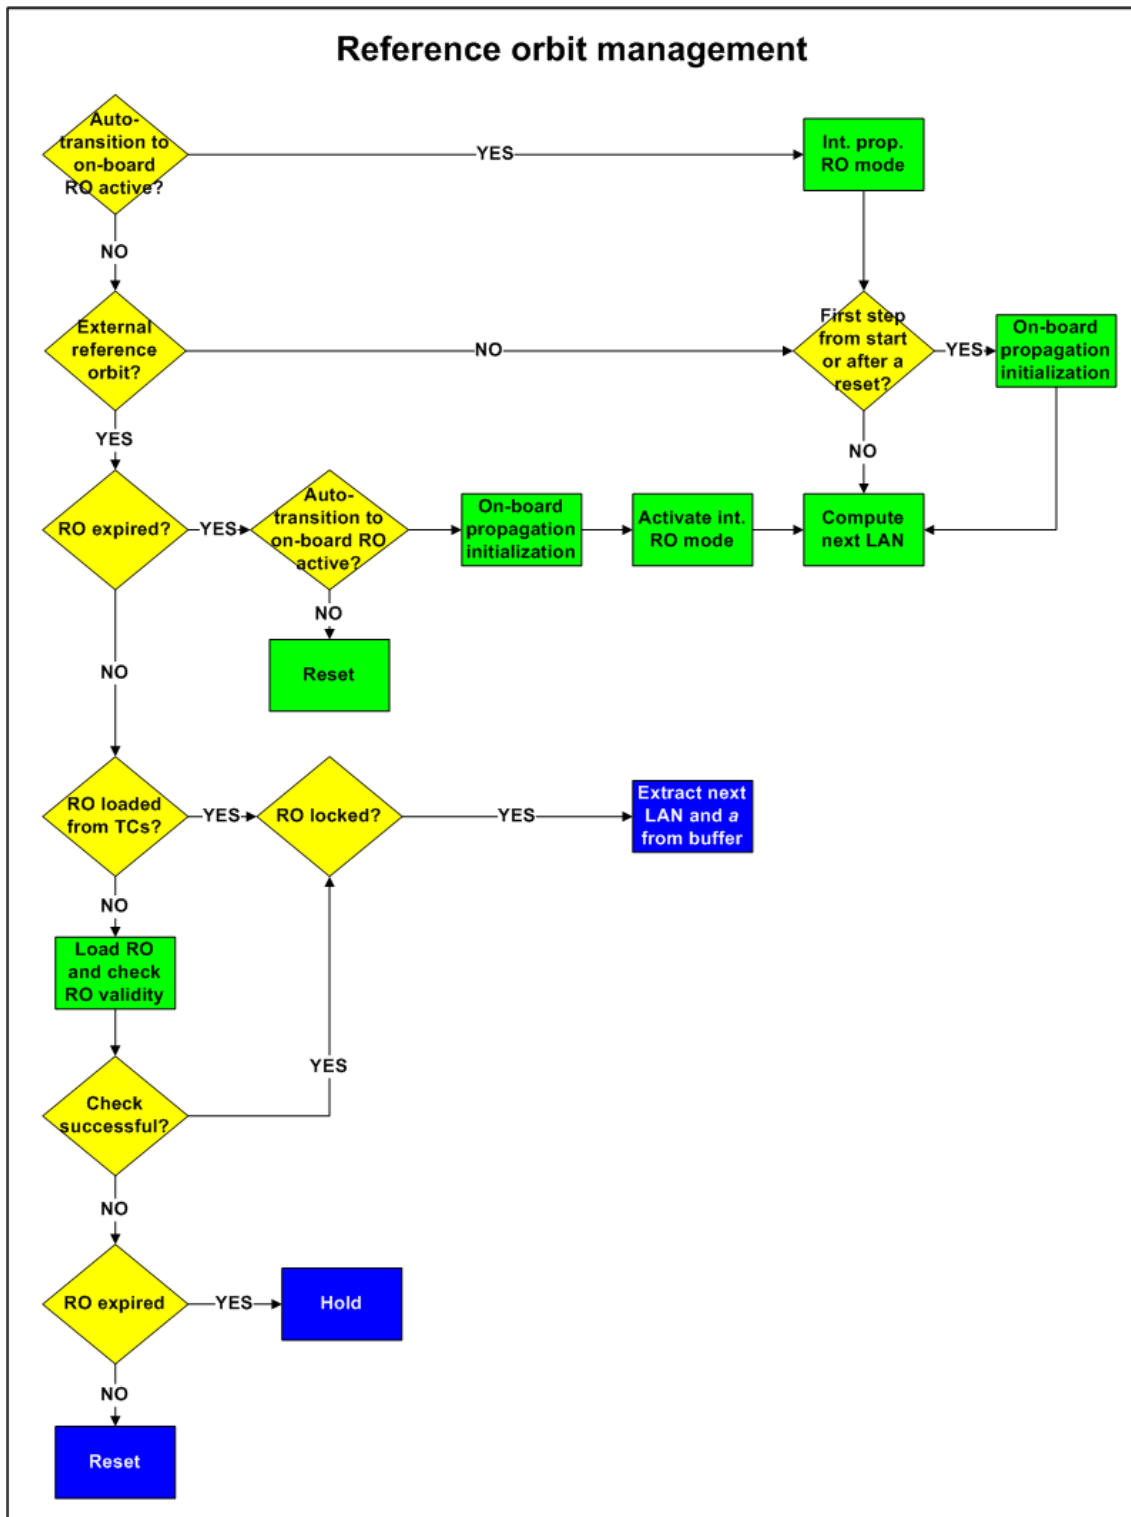 Reference orbit management
Auto-
transition to
on-board
RO active?
YES
Int. prop.
RO mode
NO
External
reference
orbit?
NO
First step
from start
or after a
reset?
YES
On-board
propagation
initialization
YES
NO
RO expired?
YES
Auto-
transition to
on-board RO
active?
On-board
propagation
initialization
Activate int.
RO mode
Compute
next LAN
NO
Reset
NO
RO loaded
from TCs?
YES
RO locked?
YES
Extract next
LAN and a
from buffer
NO
Load RO
and check
RO validity
YES
Check
successful?
NO
RO expired
YES
Hold
NO
Reset